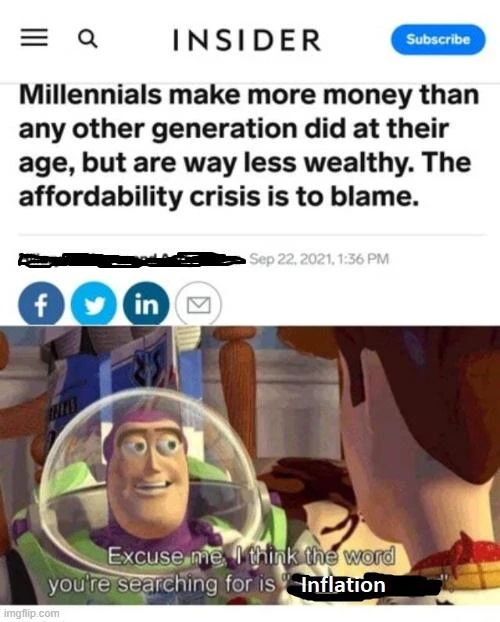 INSIDER
Subscribe
Millennials make more money than
any other generation did at their
age, but are way less wealthy. The
affordability crisis is to blame.
Sep 22, 2021, 1:36 PM
f
in
Excuse me, I think the word
you're searching for is "Inflation".
imgflip.com